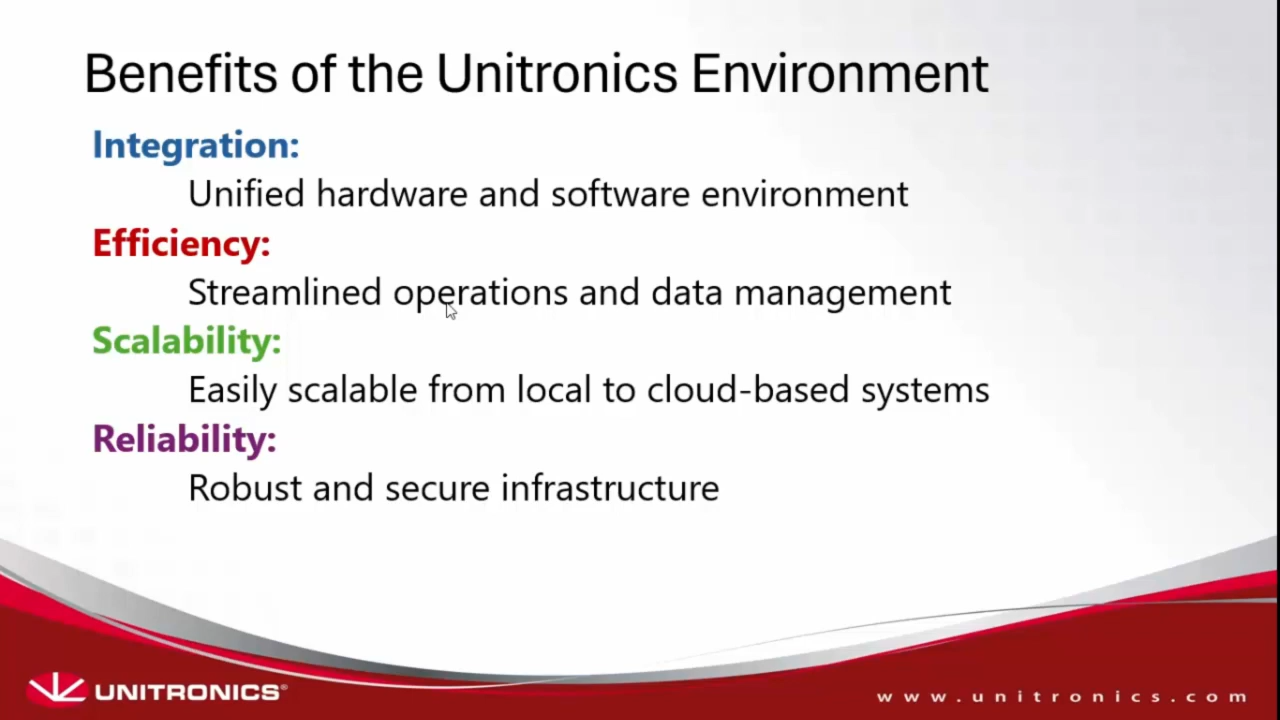 Benefits of the Unitronics Environment
Integration:
Unified hardware and software environment
Efficiency:
Streamlined operations and data management
Scalability:
Easily scalable from local to cloud-based systems
Reliability:
Robust and secure infrastructure
UNITRONICS®
www.unitronics.com